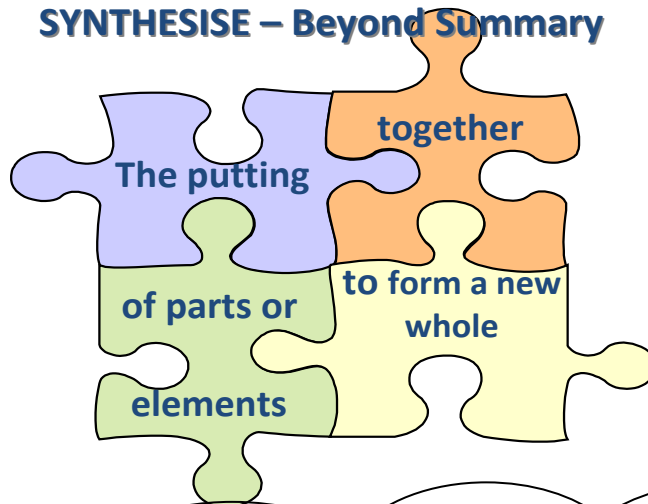 SYNTHESISE – Beyond Summary
The putting
together
of parts or
elements
to form a new
whole